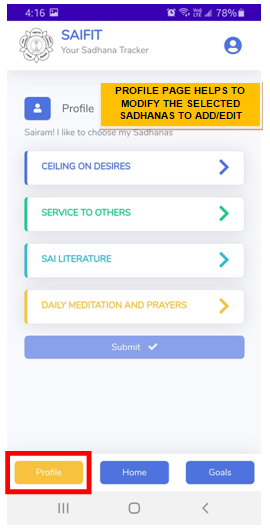 4:16 78%
SAIFIT
Your Sadhana Tracker
PROFILE PAGE HELPS TO
MODIFY THE SELECTED
SADHANAS TO ADD/EDIT
Profile
Sairam! I like to choose my Sadhanas
CEILING ON DESIRES
SERVICE TO OTHERS
SAI LITERATURE
DAILY MEDITATION AND PRAYERS
Submit
Profile Home Goals